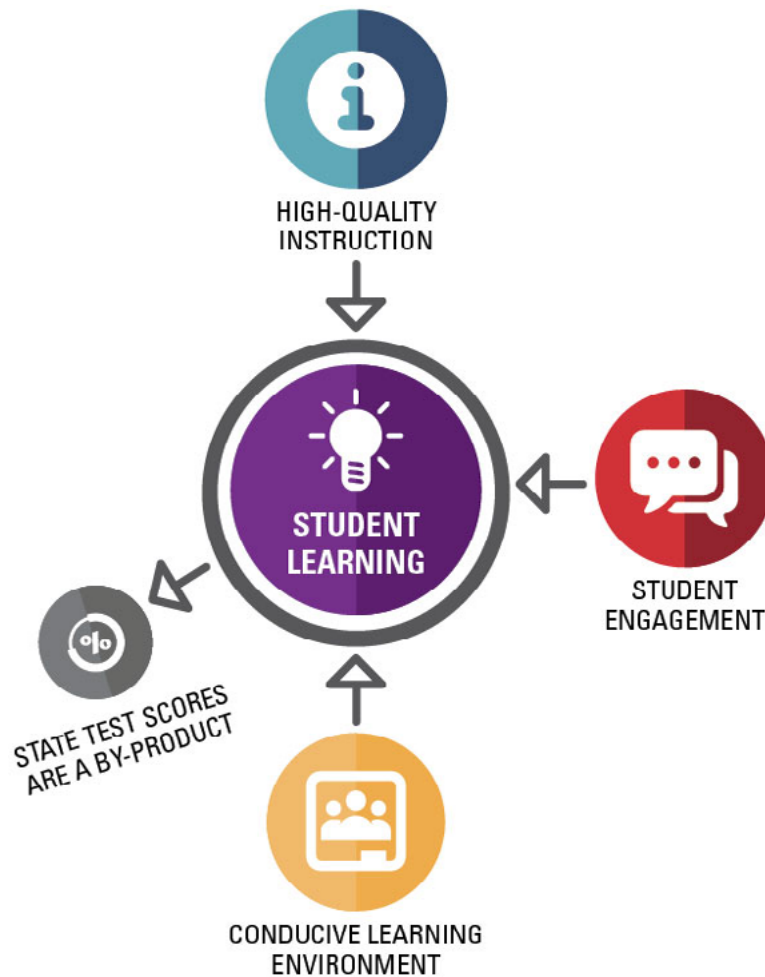 HIGH-QUALITY
INSTRUCTION
STUDENT
LEARNING
STUDENT
ENGAGEMENT
%
STATE TEST SCORES
ARE A BY-PRODUCT
CONDUCIVE LEARNING
ENVIRONMENT